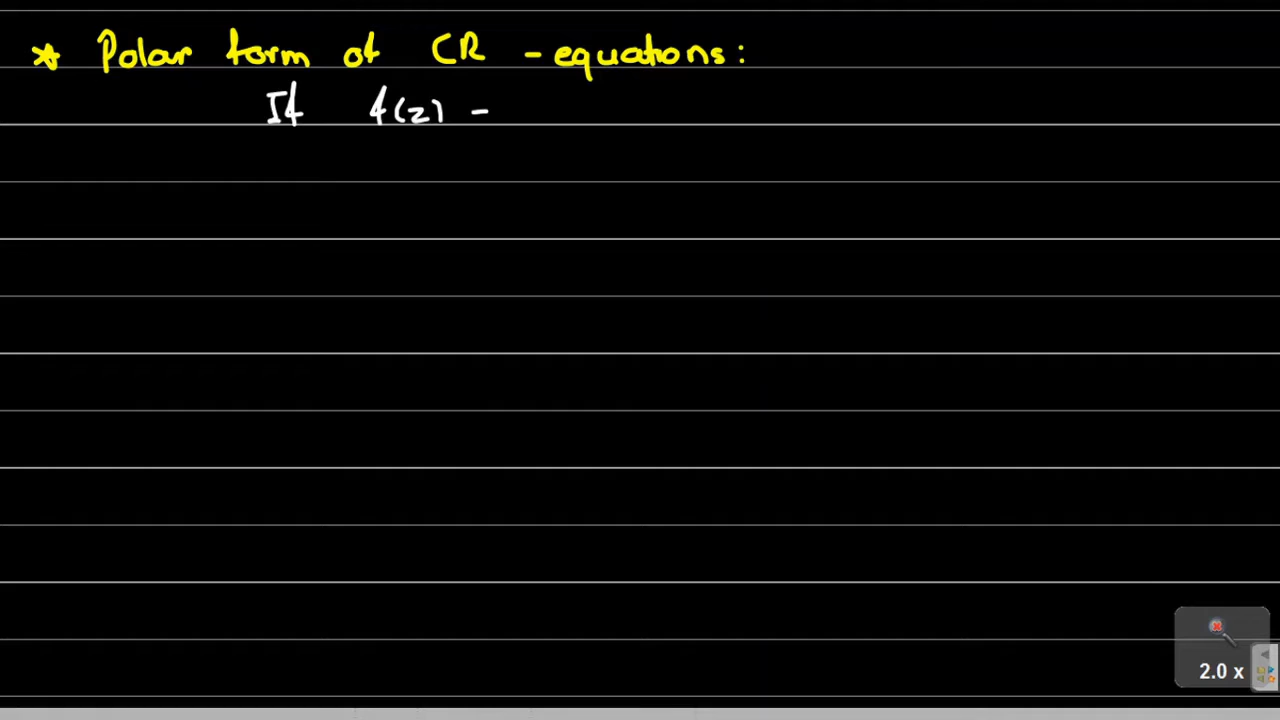 * Polar form of CR - equations:
If f(z) -
2.0 x